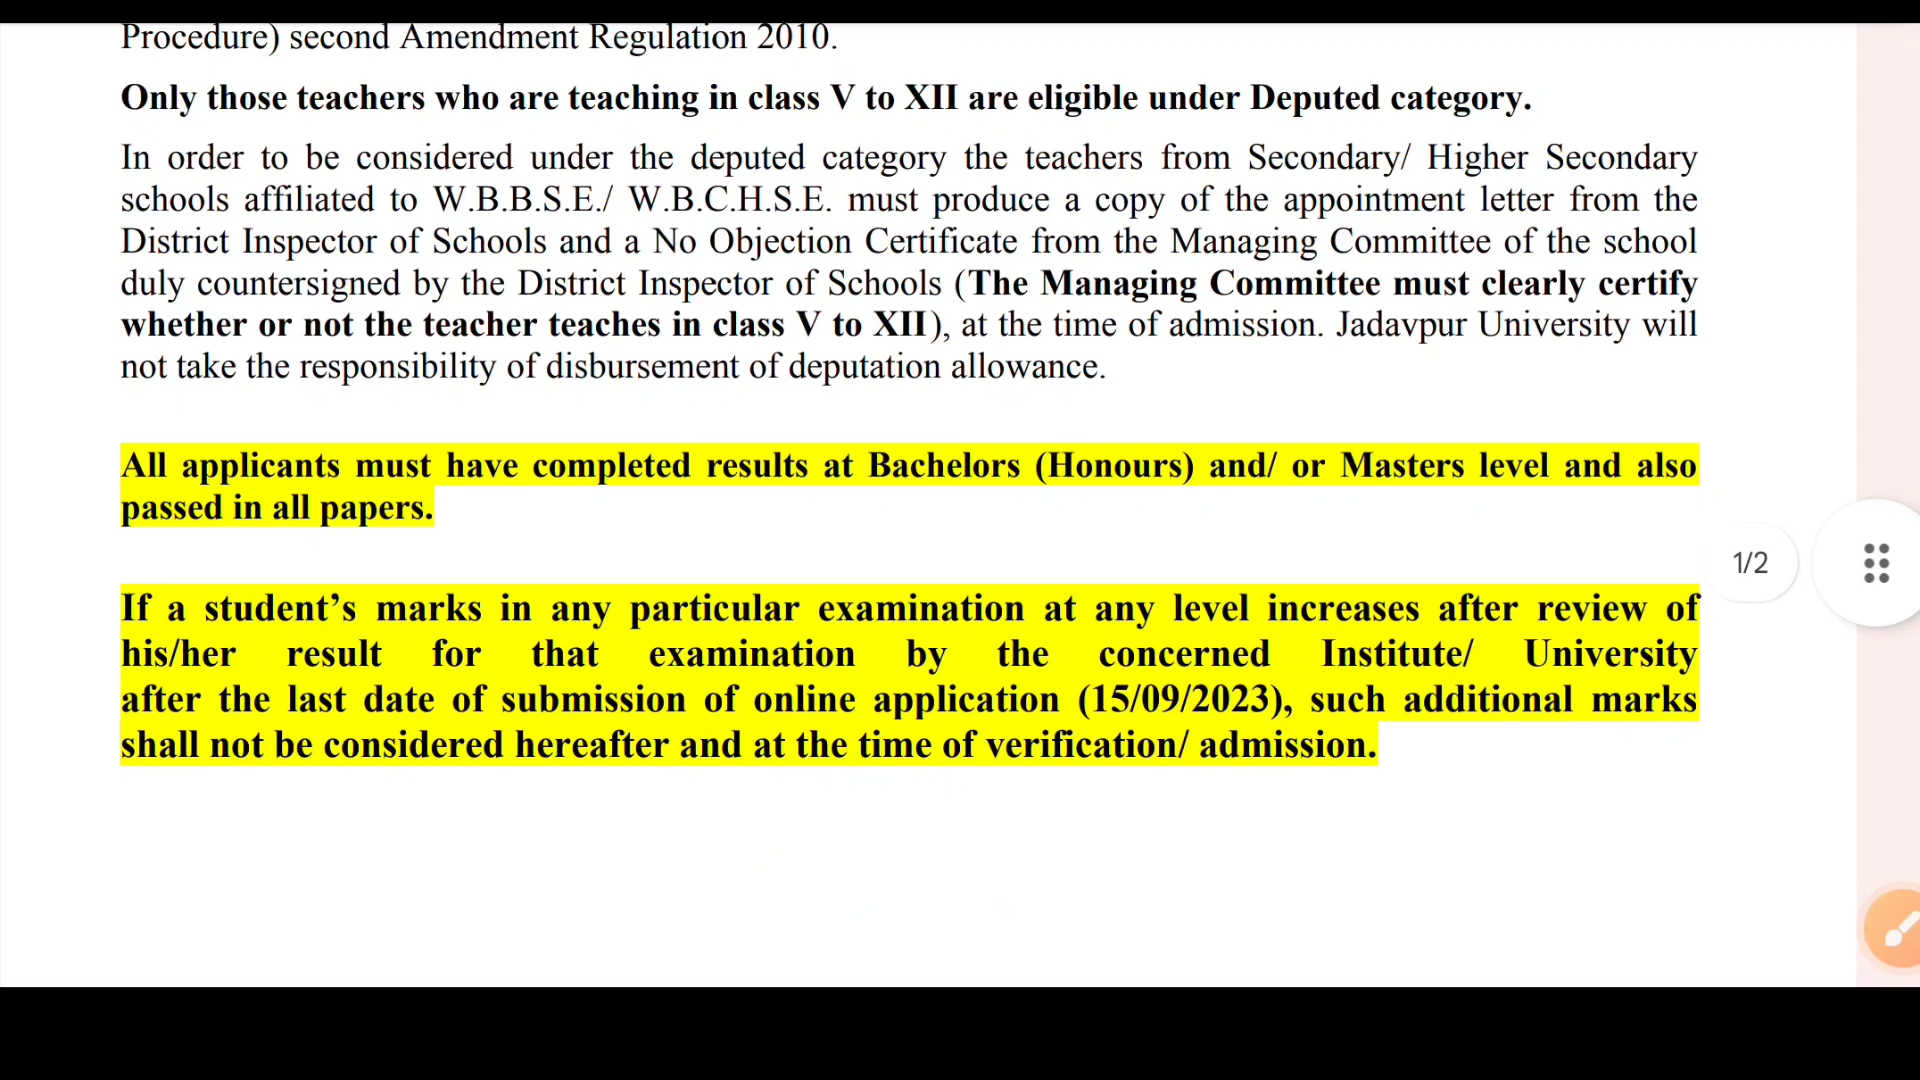 Procedure) second Amendment Regulation 2010.
Only those teachers who are teaching in class V to XII are eligible under Deputed category.
In order to be considered under the deputed category the teachers from Secondary/ Higher Secondary
schools affiliated to W.B.B.S.E./ W.B.C.H.S.E. must produce a copy of the appointment letter from the
District Inspector of Schools and a No Objection Certificate from the Managing Committee of the school
duly countersigned by the District Inspector of Schools (The Managing Committee must clearly certify
whether or not the teacher teaches in class V to XII), at the time of admission. Jadavpur University will
not take the responsibility of disbursement of deputation allowance.
All applicants must have completed results at Bachelors (Honours) and/ or Masters level and also
passed in all papers.
1/2
If a student’s marks in any particular examination at any level increases after review of
his/her result for that examination by the concerned Institute/ University
after the last date of submission of online application (15/09/2023), such additional marks
shall not be considered hereafter and at the time of verification/ admission.